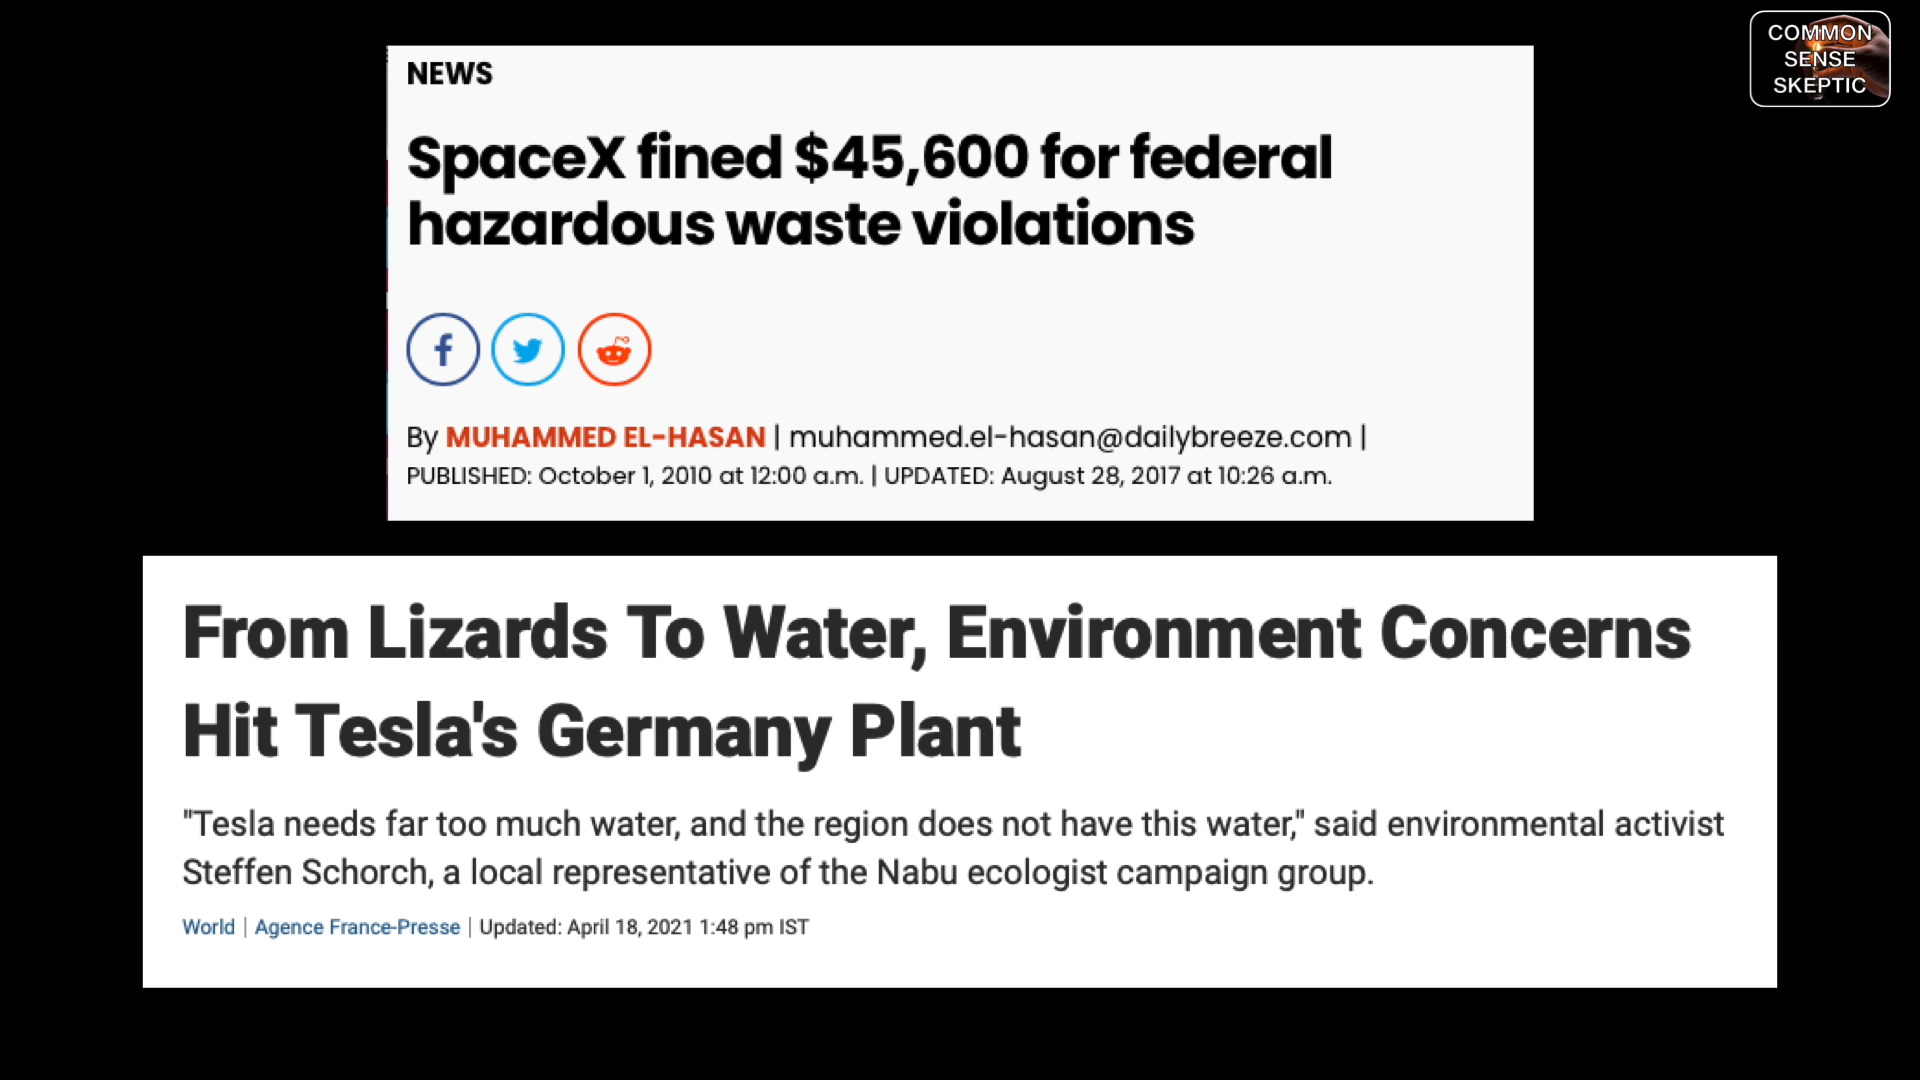 COMMON
SENSE
SKEPTIC
NEWS
SpaceX fined $45,600 for federal
hazardous waste violations
By MUHAMMED EL-HASAN | muhammed.el-hasan@dailybreeze.com |
PUBLISHED: October 1, 2010 at 12:00 a.m. | UPDATED: August 28, 2017 at 10:26 a.m.
From Lizards To Water, Environment Concerns
Hit Tesla's Germany Plant
"Tesla needs far too much water, and the region does not have this water," said environmental activist
Steffen Schorch, a local representative of the Nabu ecologist campaign group.
World | Agence France-Presse | Updated: April 18, 2021 1:48 pm IST